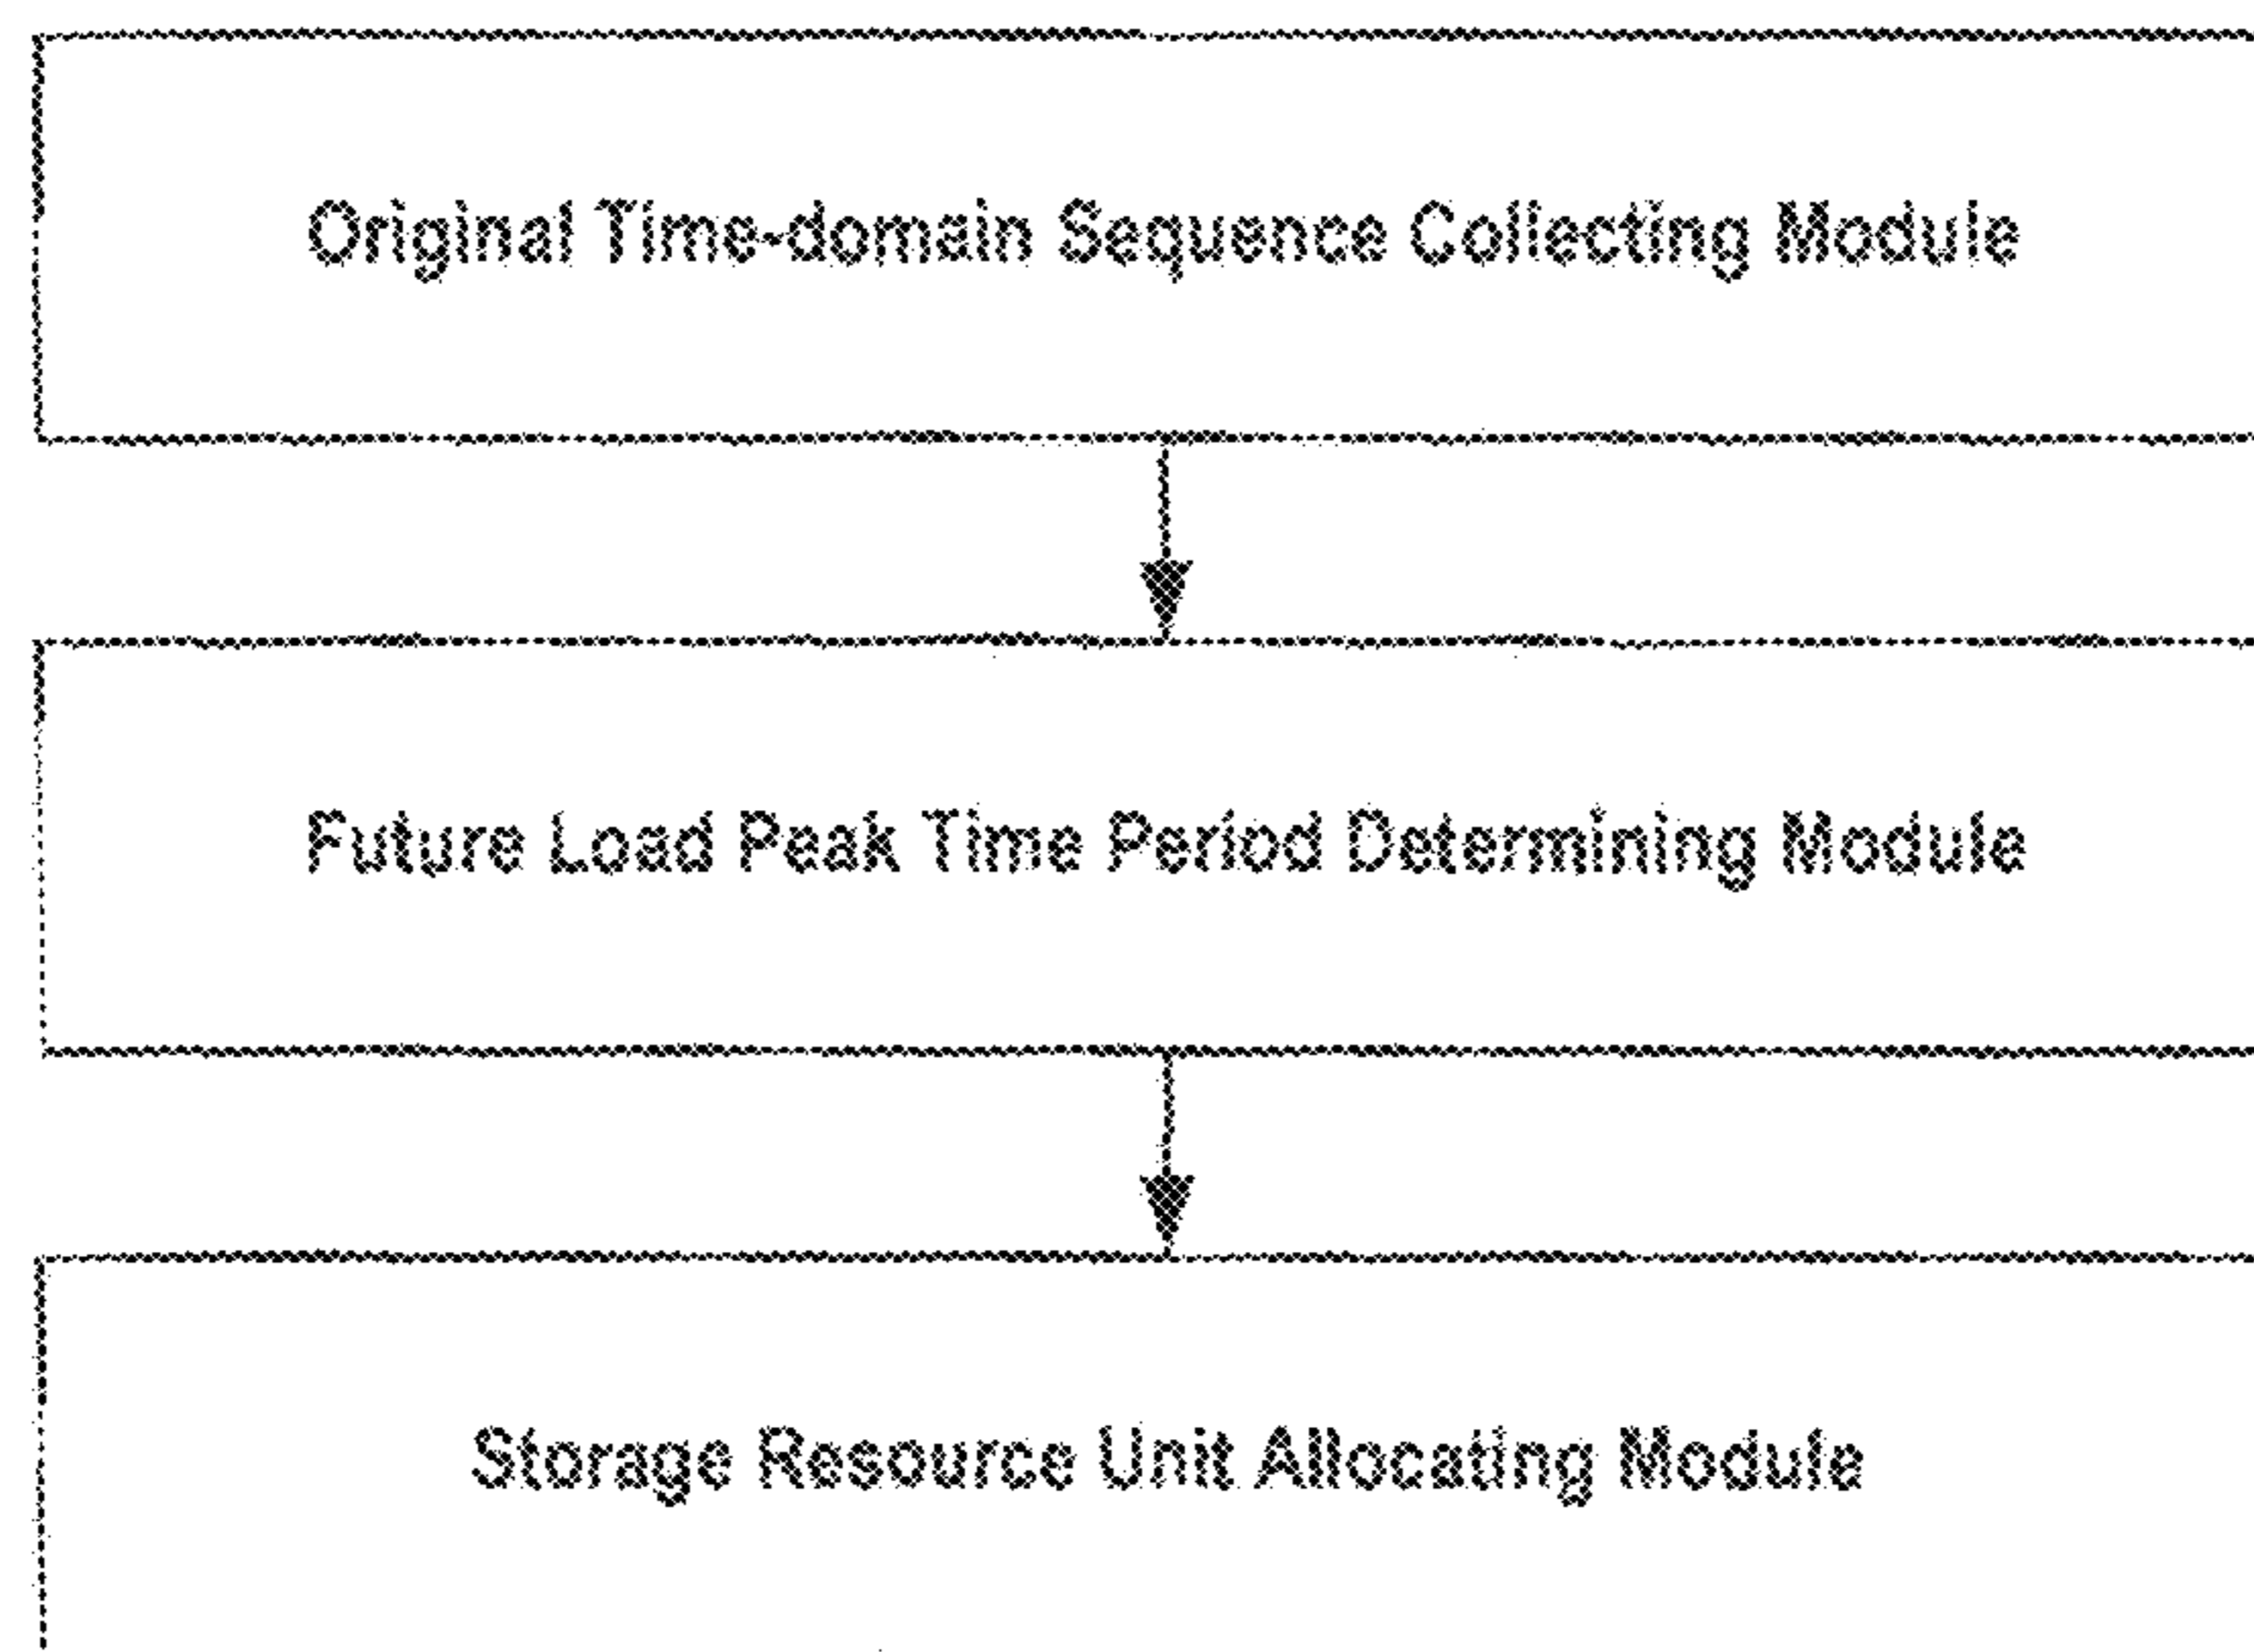 Original Time-domain Sequence Collecting Module
Future Load Peak Time Period Determining Module
Storage Resource Unit Allocating Module